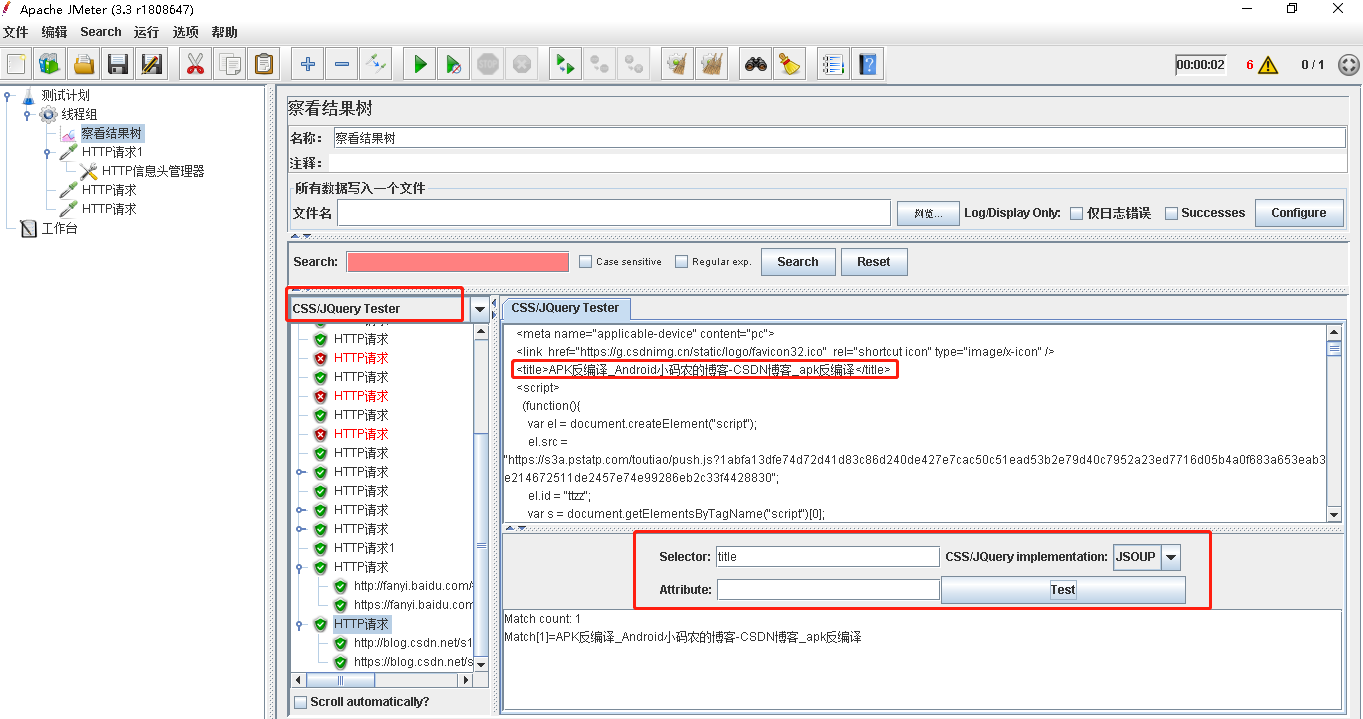 Apache JMeter (3.3 r1808647)
文件 编辑 Search 运行 选项 帮助
00:00:02 6 0 / 1
测试计划
线程组
察看结果树
HTTP请求1
HTTP信息头管理器
HTTP请求
HTTP请求
工作台
察看结果树
名称： 察看结果树
注释：
所有数据写入一个文件
文件名 浏览... Log/Display Only: 仅日志错误 Successes Configure
Search: Case sensitive Regular exp. Search Reset
CSS/JQuery Tester
HTTP请求
HTTP请求
HTTP请求
HTTP请求
HTTP请求
HTTP请求
HTTP请求
HTTP请求
HTTP请求
HTTP请求
HTTP请求
HTTP请求1
HTTP请求
http://fanyi.baidu.com/
https://fanyi.baidu.com
HTTP请求
http://blog.csdn.net/s1
https://blog.csdn.net/s
Scroll automatically?
CSS/JQuery Tester
<meta name="applicable-device" content="pc">
<link href="https://g.csdnimg.cn/static/logo/favicon32.ico" rel="shortcut icon" type="image/x-icon" />
<title>APK反编译_Android小码农的博客-CSDN博客_apk反编译</title>
<script>
(function(){
var el = document.createElement("script");
el.src =
"https://s3a.pstatp.com/toutiao/push.js?1abfa13dfe74d72d41d83c86d240de427e7cac50c51ead53b2e79d40c7952a23ed7716d05b4a0f683a653eab3
e214672511de2457e74e99286eb2c33f4428830";
el.id = "ttzz";
var s = document.getElementsByTagName("script")[0];
Selector: title CSS/JQuery implementation: JSOUP
Attribute: Test
Match count: 1
Match[1]=APK反编译_Android小码农的博客-CSDN博客_apk反编译